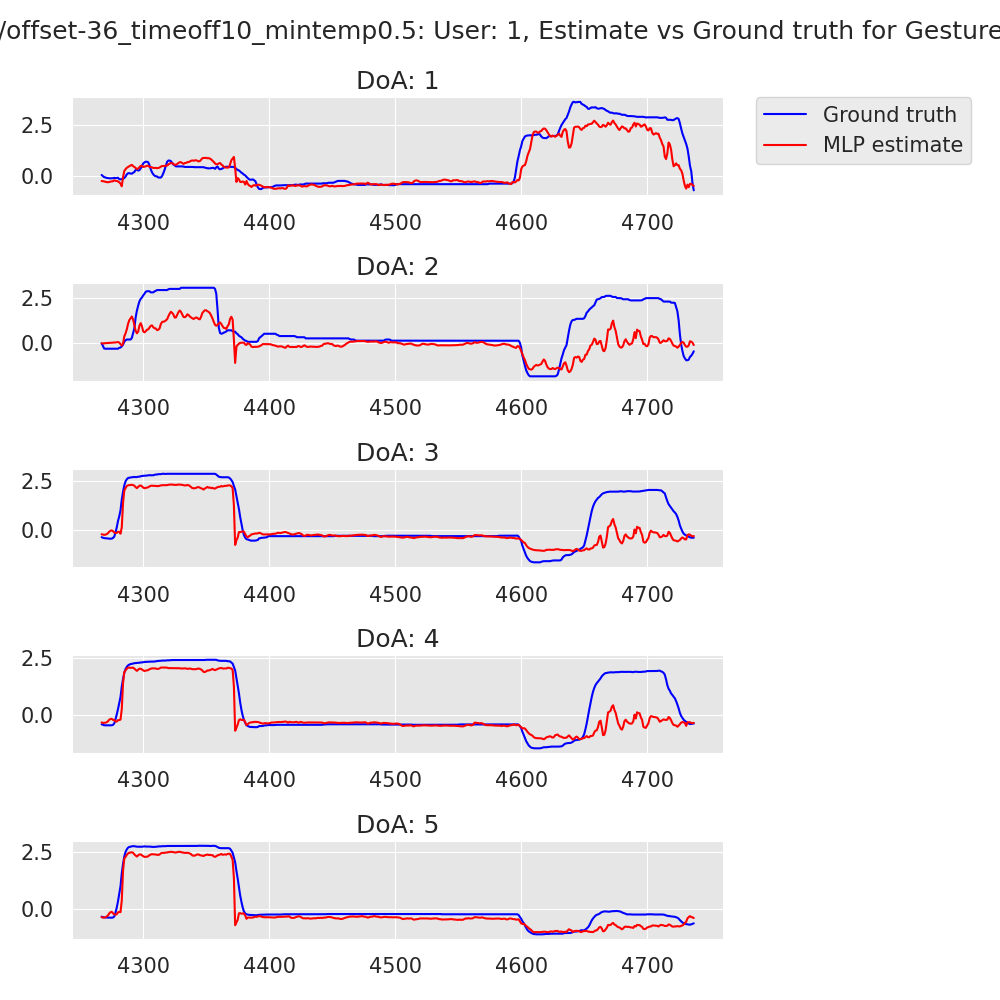 /offset-36_timeoff10_mintemp0.5: User: 1, Estimate vs Ground truth for Gesture
DoA: 1
Ground truth
MLP estimate
2.5
0.0
4300 4400 4500 4600 4700
DoA: 2
2.5
0.0
4300 4400 4500 4600 4700
DoA: 3
2.5
0.0
4300 4400 4500 4600 4700
DoA: 4
2.5
0.0
4300 4400 4500 4600 4700
DoA: 5
2.5
0.0
4300 4400 4500 4600 4700